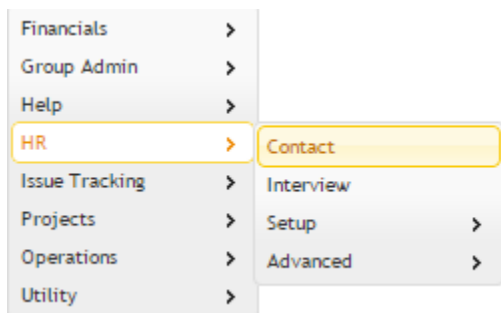 Financials
Group Admin
Help
HR
Contact
Issue Tracking
Interview
Projects
Setup
Operations
Advanced
Utility